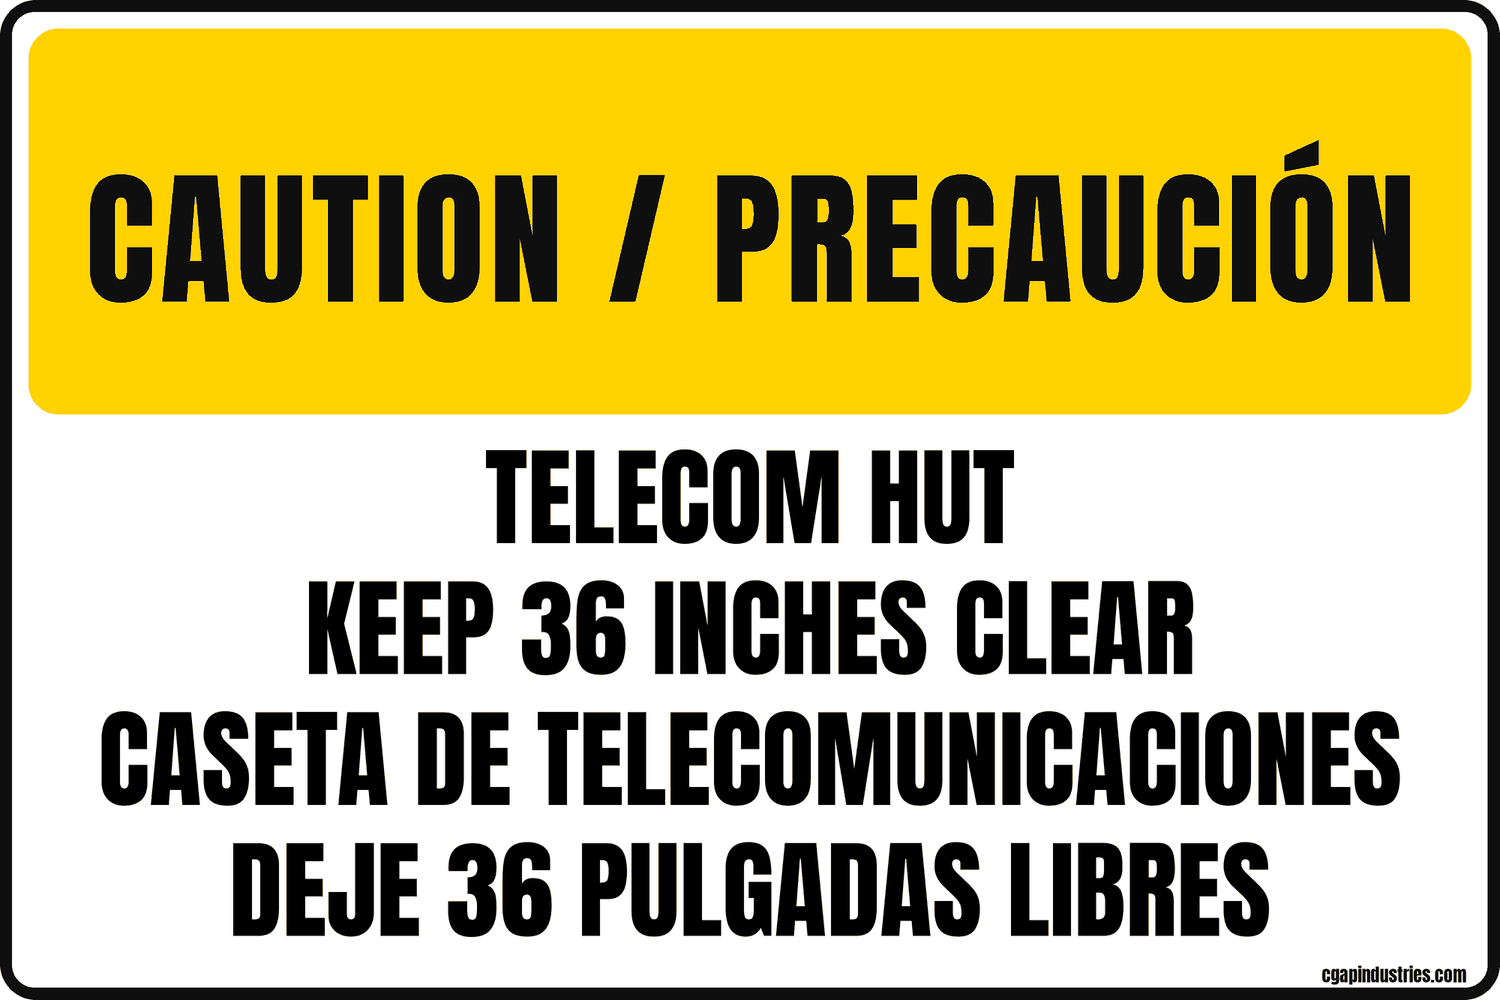 CAUTION / PRECAUCIÓN
TELECOM HUT
KEEP 36 INCHES CLEAR
CASETA DE TELECOMUNICACIONES
DEJE 36 PULGADAS LIBRES
cgapindustries.com